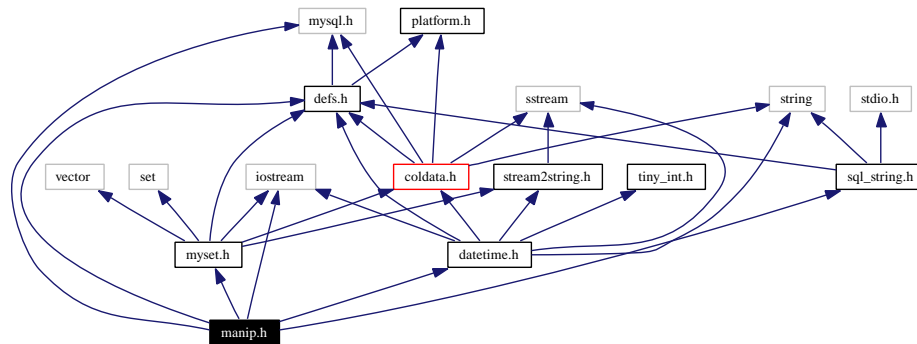 mysql.h
platform.h
defs.h
sstream
string
stdio.h
vector
set
iostream
coldata.h
stream2string.h
tiny_int.h
sql_string.h
myset.h
datetime.h
manip.h